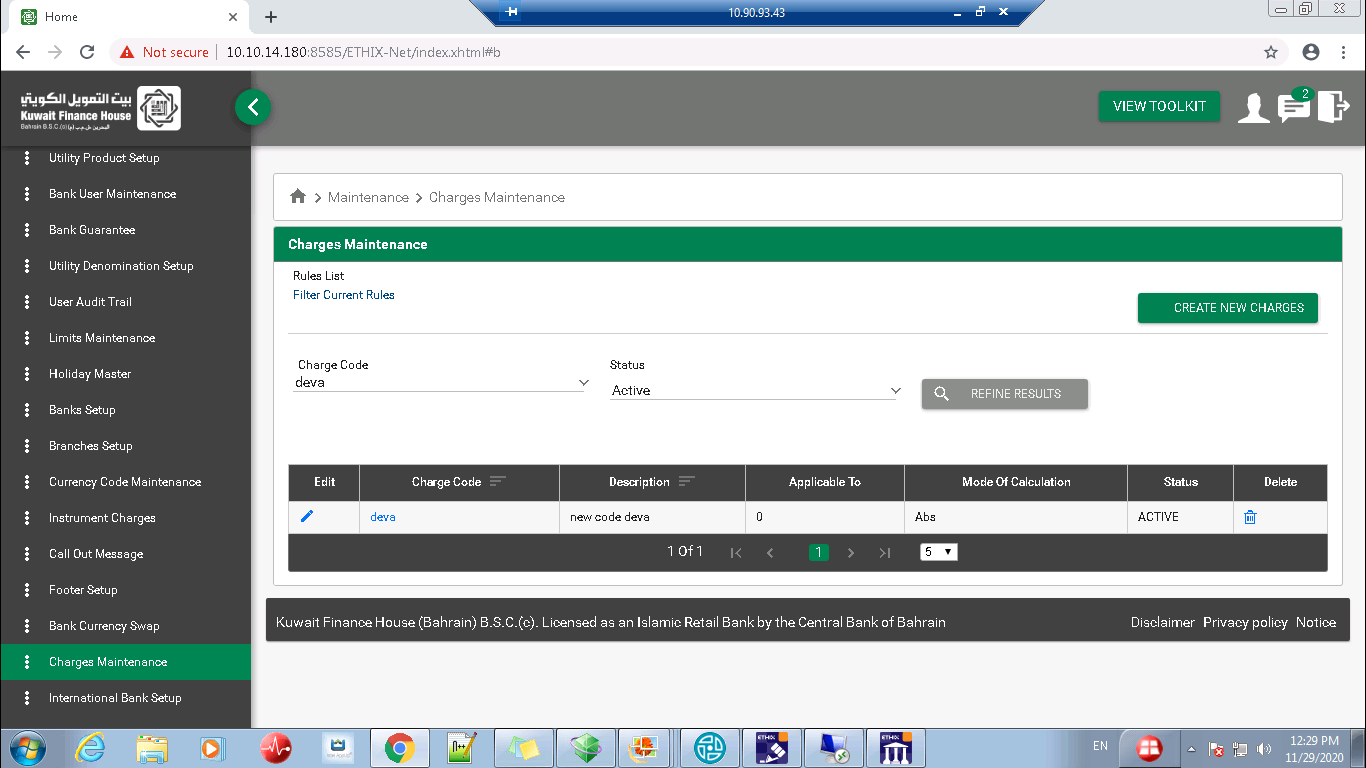 Home
10.90.93.43
Not secure
10.10.14.180:8585/ETHIX-Net/index.xhtml#b
بيت التمويل الكويتي
Kuwait Finance House
Bahrain B.S.C.(c)
VIEW TOOLKIT
2
Utility Product Setup
Bank User Maintenance
Bank Guarantee
Utility Denomination Setup
User Audit Trail
Limits Maintenance
Holiday Master
Banks Setup
Branches Setup
Currency Code Maintenance
Instrument Charges
Call Out Message
Footer Setup
Bank Currency Swap
Charges Maintenance
International Bank Setup
Maintenance > Charges Maintenance
Charges Maintenance
Rules List
Filter Current Rules
CREATE NEW CHARGES
Charge Code
deva
Status
Active
REFINE RESULTS
Edit Charge Code Description Applicable To Mode Of Calculation Status Delete
deva new code deva 0 Abs ACTIVE
1 Of 1 1 5
Kuwait Finance House (Bahrain) B.S.C.(c). Licensed as an Islamic Retail Bank by the Central Bank of Bahrain
Disclaimer Privacy policy Notice
ETHIX
ETHIX
EN
12:29 PM
11/29/2020